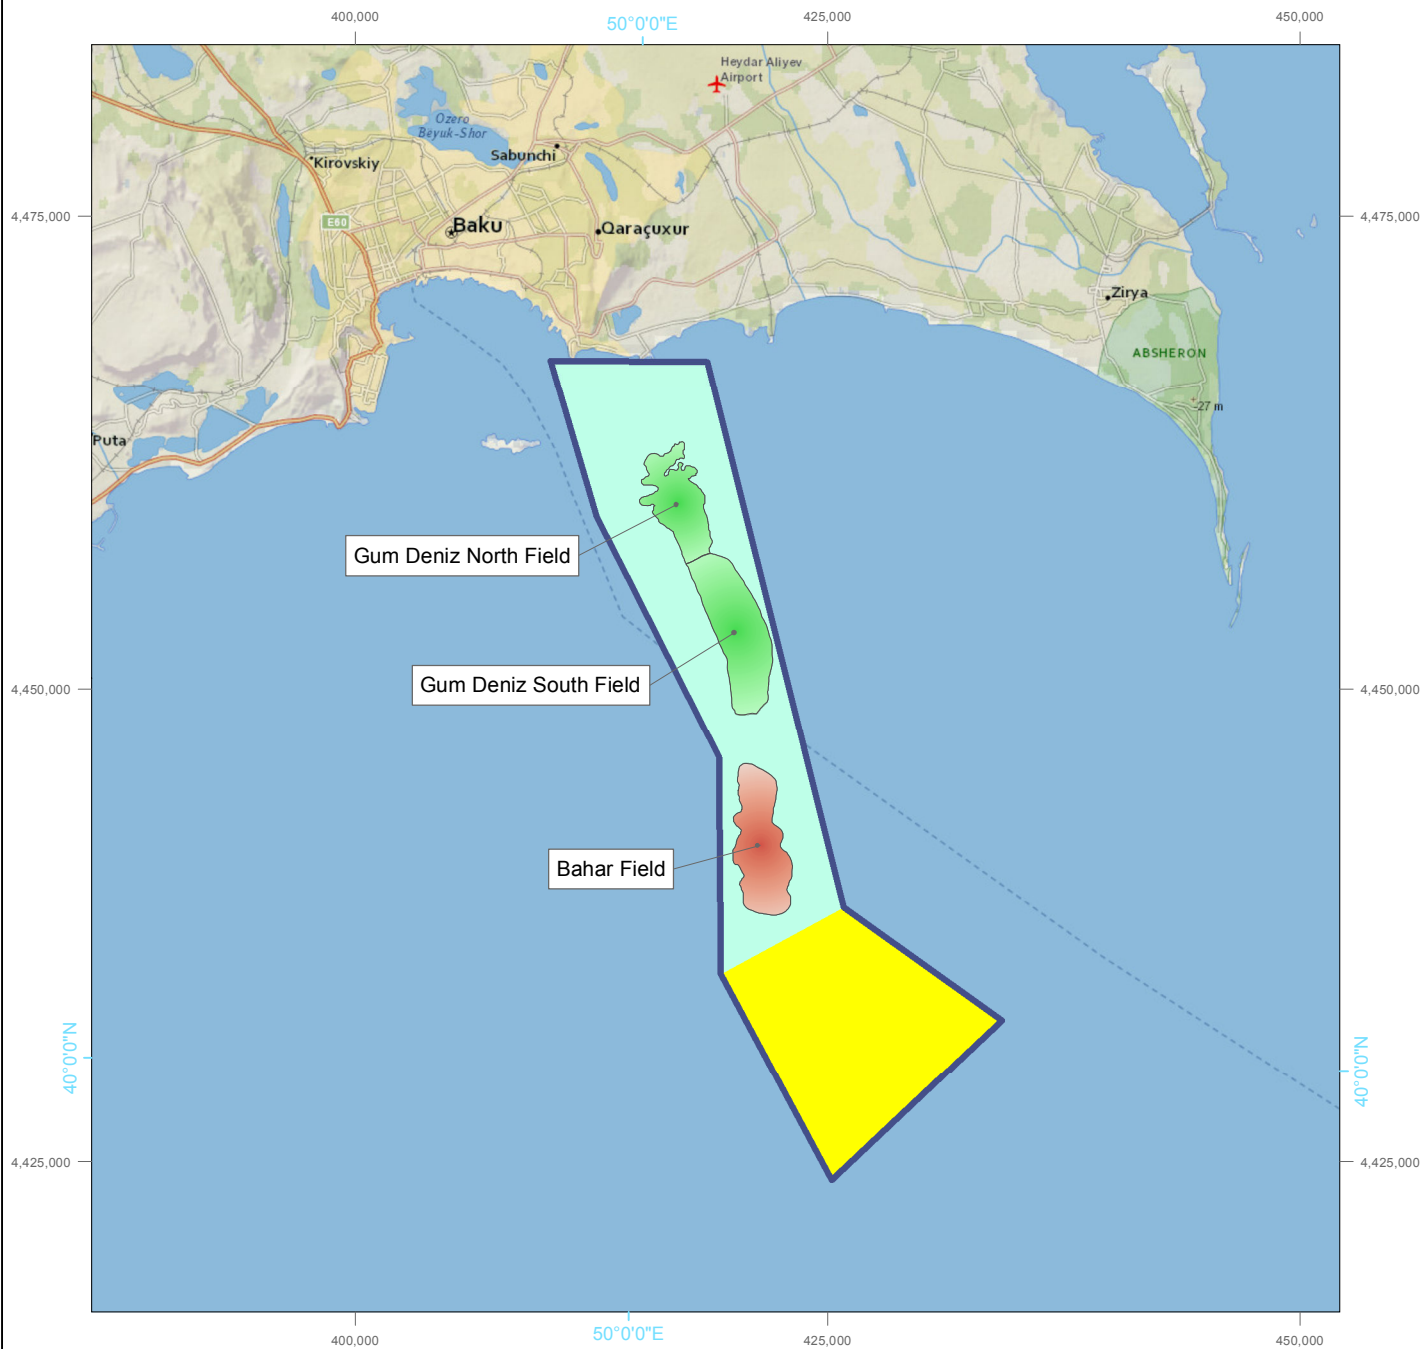 400,000
50°0'0"E
425,000
450,000
Heydar Aliyev
Airport
Ozero
Beyuk-Shor
Sabunchi
Kirovskiy
4,475,000
E60
Baku
Qaraçuxur
4,475,000
Zirya
ABSHERON
-27 m
Puta
Gum Deniz North Field
Gum Deniz South Field
4,450,000
4,450,000
Bahar Field
40°0'0"N
40°0'0"N
4,425,000
4,425,000
400,000
50°0'0"E
425,000
450,000